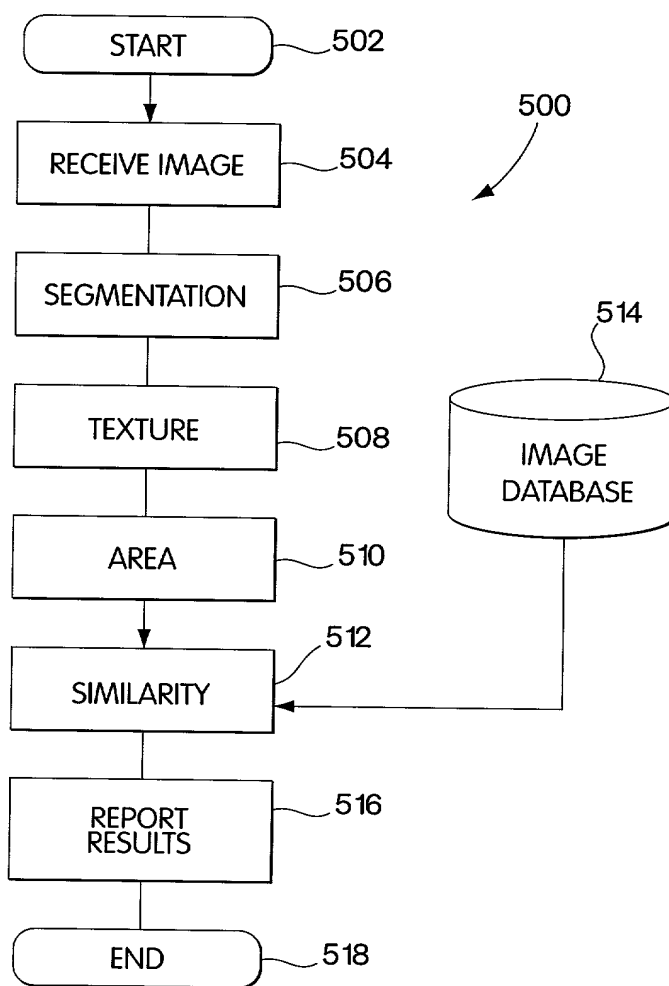 START
502
500
RECEIVE IMAGE
504
SEGMENTATION
506
514
TEXTURE
508
IMAGE
DATABASE
AREA
510
SIMILARITY
512
REPORT
RESULTS
516
END
518